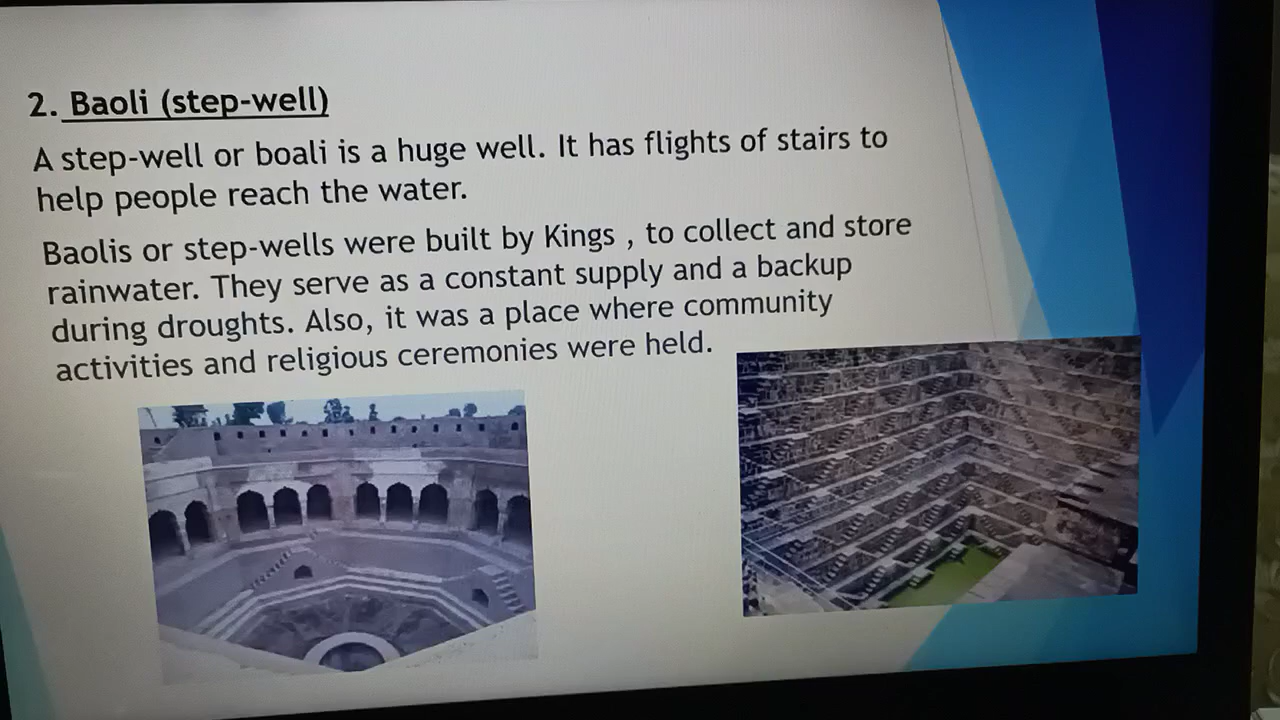 2. Baoli (step-well)
A step-well or boali is a huge well. It has flights of stairs to
help people reach the water.
Baolis or step-wells were built by Kings , to collect and store
rainwater. They serve as a constant supply and a backup
during droughts. Also, it was a place where community
activities and religious ceremonies were held.